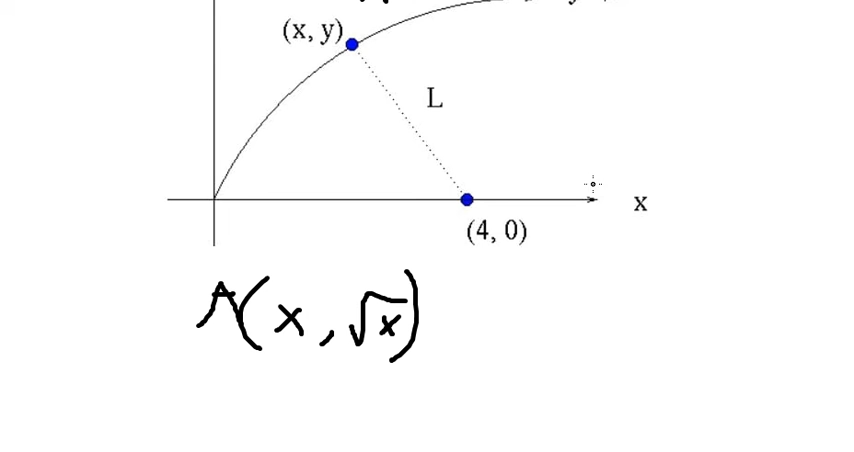 (x, y)
L
x
(4, 0)
A(x, √x)